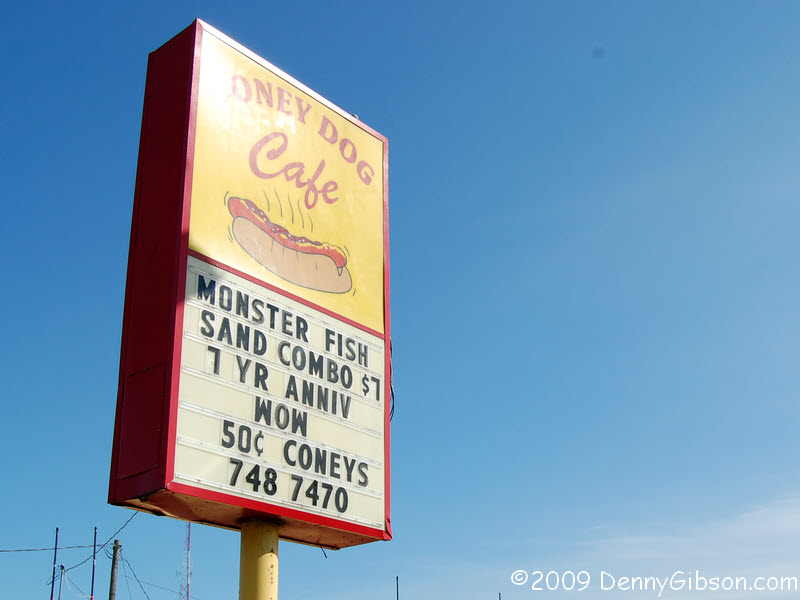 ONEY DOG
Cafe
MONSTER FISH
SAND COMBO $7
7 YR ANNIV
WOW
50¢ CONEYS
748 7470
©2009 DennyGibson.com